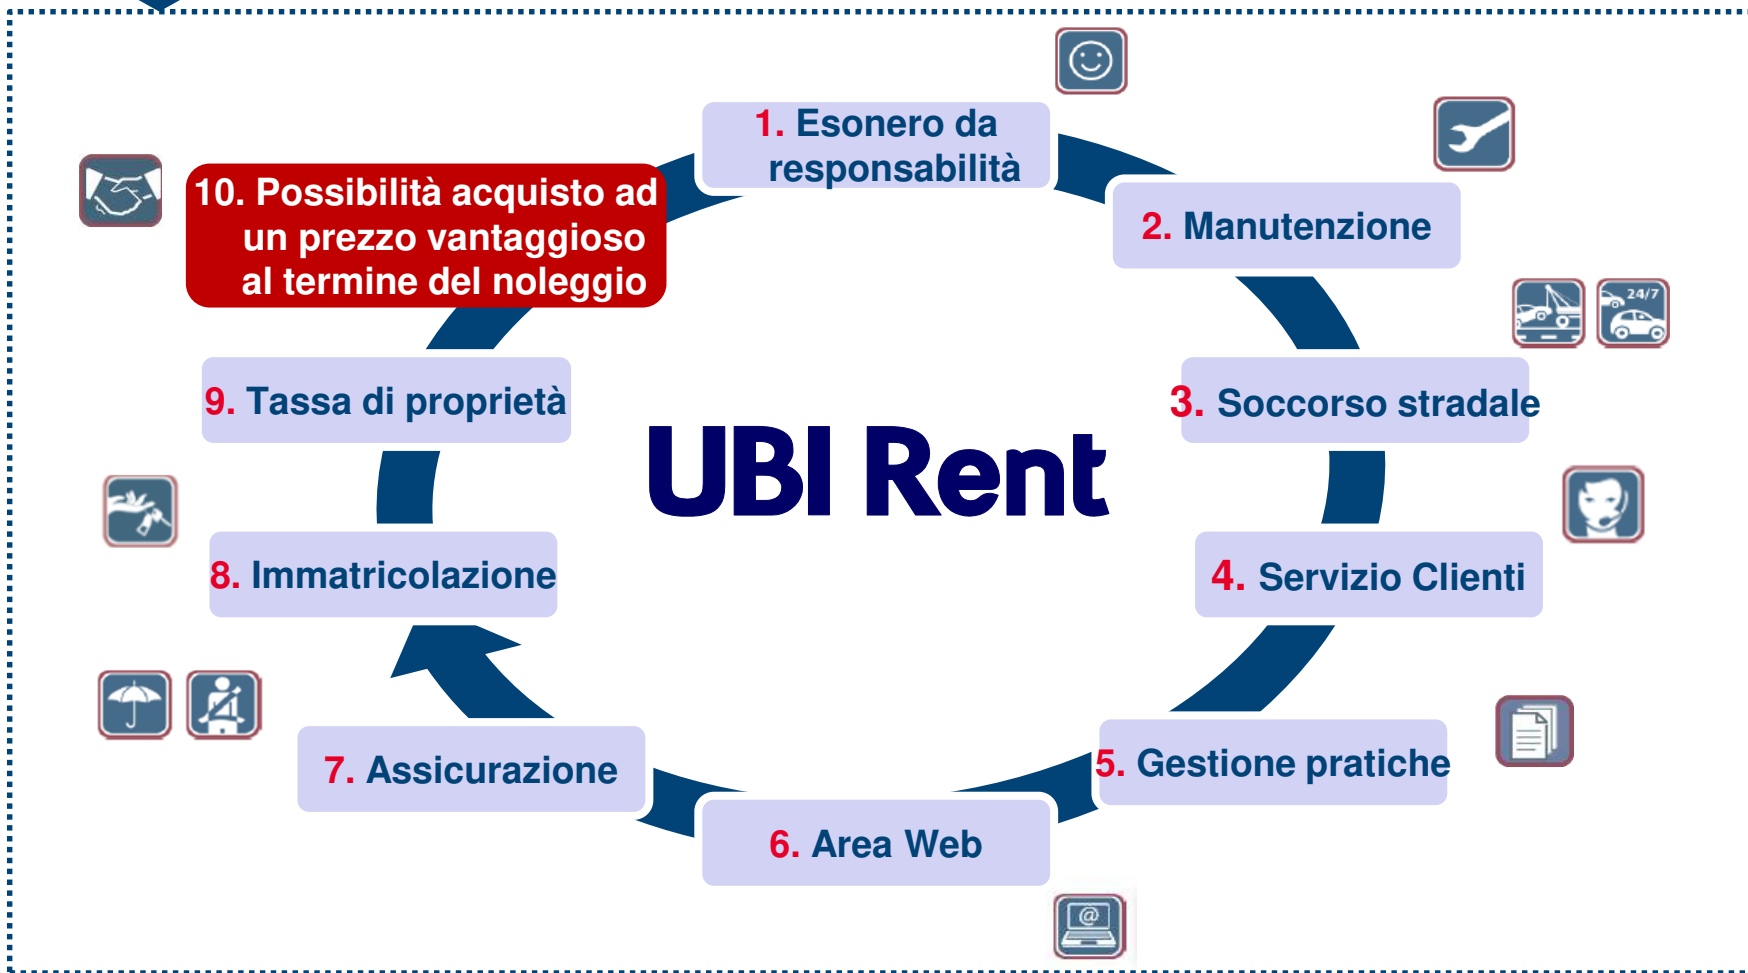 1. Esonero da
responsabilità
2. Manutenzione
24/7
3. Soccorso stradale
4. Servizio Clienti
5. Gestione pratiche
6. Area Web
@
7. Assicurazione
8. Immatricolazione
9. Tassa di proprietà
10. Possibilità acquisto ad
un prezzo vantaggioso
al termine del noleggio
UBI Rent